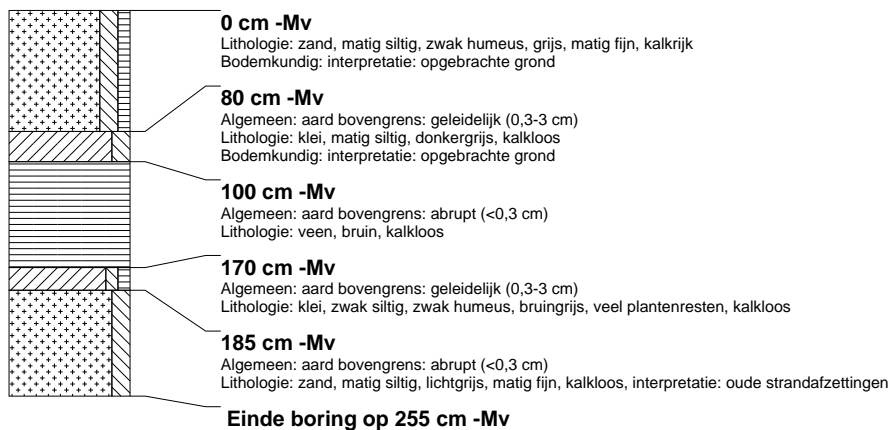 0 cm -Mv
Lithologie: zand, matig siltig, zwak humeus, grijs, matig fijn, kalkrijk
Bodemkundig: interpretatie: opgebrachte grond
80 cm -Mv
Algemeen: aard bovengrens: geleidelijk (0,3-3 cm)
Lithologie: klei, matig siltig, donkergrijs, kalkloos
Bodemkundig: interpretatie: opgebrachte grond
100 cm -Mv
Algemeen: aard bovengrens: abrupt (<0,3 cm)
Lithologie: veen, bruin, kalkloos
170 cm -Mv
Algemeen: aard bovengrens: geleidelijk (0,3-3 cm)
Lithologie: klei, zwak siltig, zwak humeus, bruingrijs, veel plantenresten, kalkloos
185 cm -Mv
Algemeen: aard bovengrens: abrupt (<0,3 cm)
Lithologie: zand, matig siltig, lichtgrijs, matig fijn, kalkloos, interpretatie: oude strandafzettingen
Einde boring op 255 cm -Mv